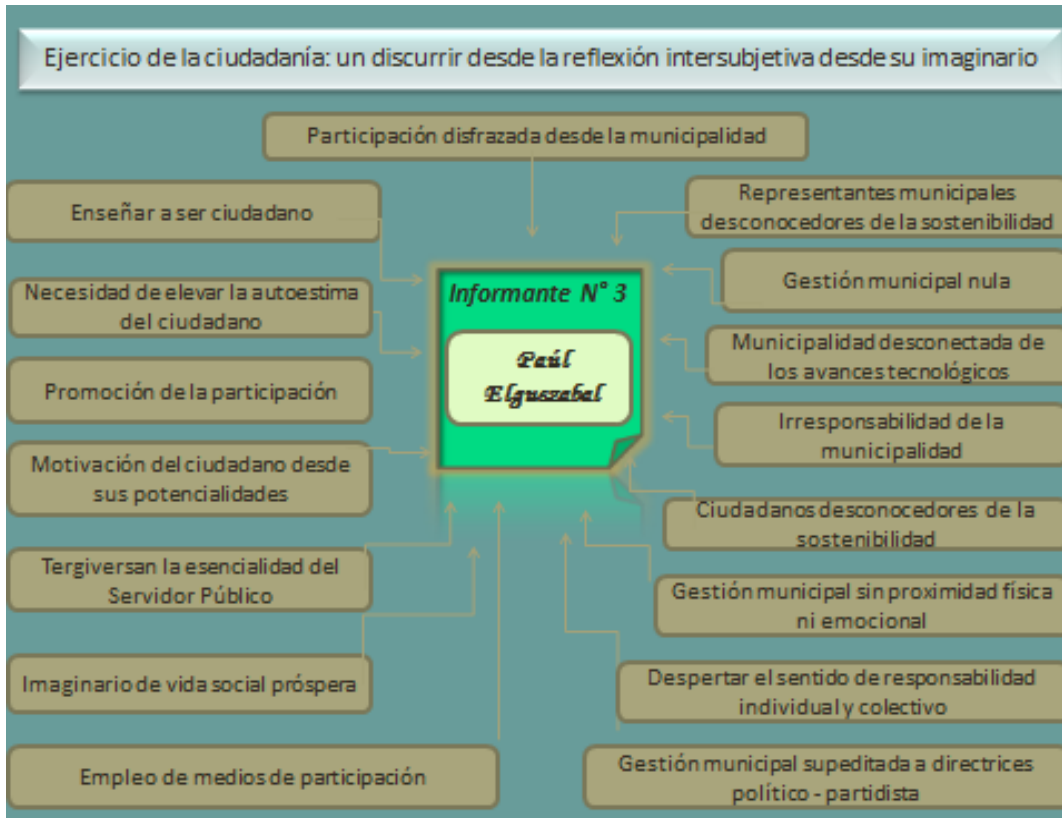 Ejercicio de la ciudadanía: un discurrir desde la reflexión intersubjetiva desde su imaginario
Participación disfrazada desde la municipalidad
Enseñar a ser ciudadano
Necesidad de elevar la autoestima
del ciudadano
Promoción de la participación
Motivación del ciudadano desde
sus potencialidades
Tergiversan la esencialidad del
Servidor Público
Imaginario de vida social próspera
Empleo de medios de participación
Informante N° 3
Paúl
Elguezabal
Representantes municipales
desconocedores de la sostenibilidad
Gestión municipal nula
Municipalidad desconectada de
los avances tecnológicos
Irresponsabilidad de la
municipalidad
Ciudadanos desconocedores de la
sostenibilidad
Gestión municipal sin proximidad física
ni emocional
Despertar el sentido de responsabilidad
individual y colectivo
Gestión municipal supeditada a directrices
político - partidista